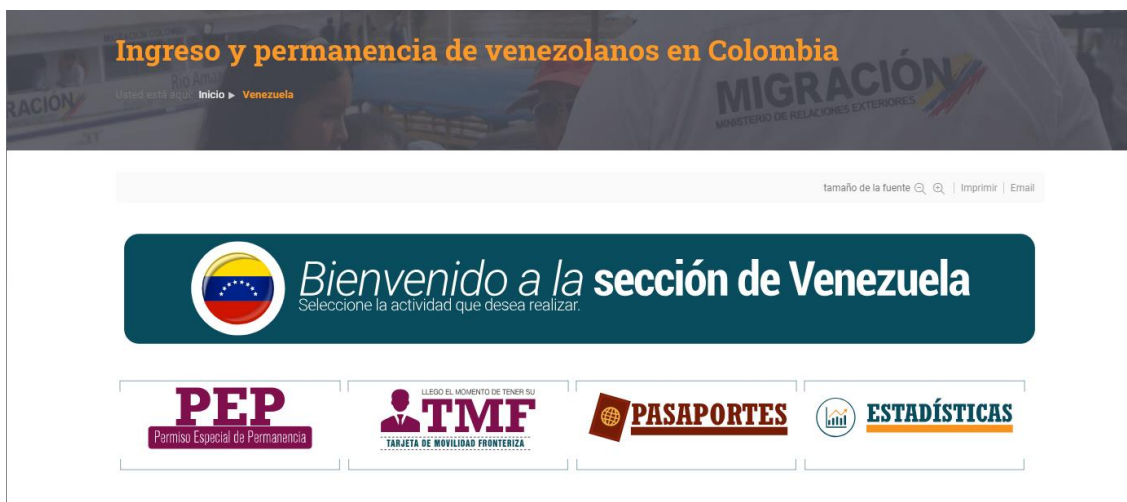 Ingreso y permanencia de venezolanos en Colombia
Usted está aquí: Inicio ▸ Venezuela
RACIÓN
MIGRACIÓN
MINISTERIO DE RELACIONES EXTERIORES
tamaño de la fuente | Imprimir | Email
Bienvenido a la sección de Venezuela
Seleccione la actividad que desea realizar.
PEP
Permiso Especial de Permanencia
LLEGO EL MOMENTO DE TENER SU
TMF
TARJETA DE MOVILIDAD FRONTERIZA
PASAPORTES
ESTADÍSTICAS